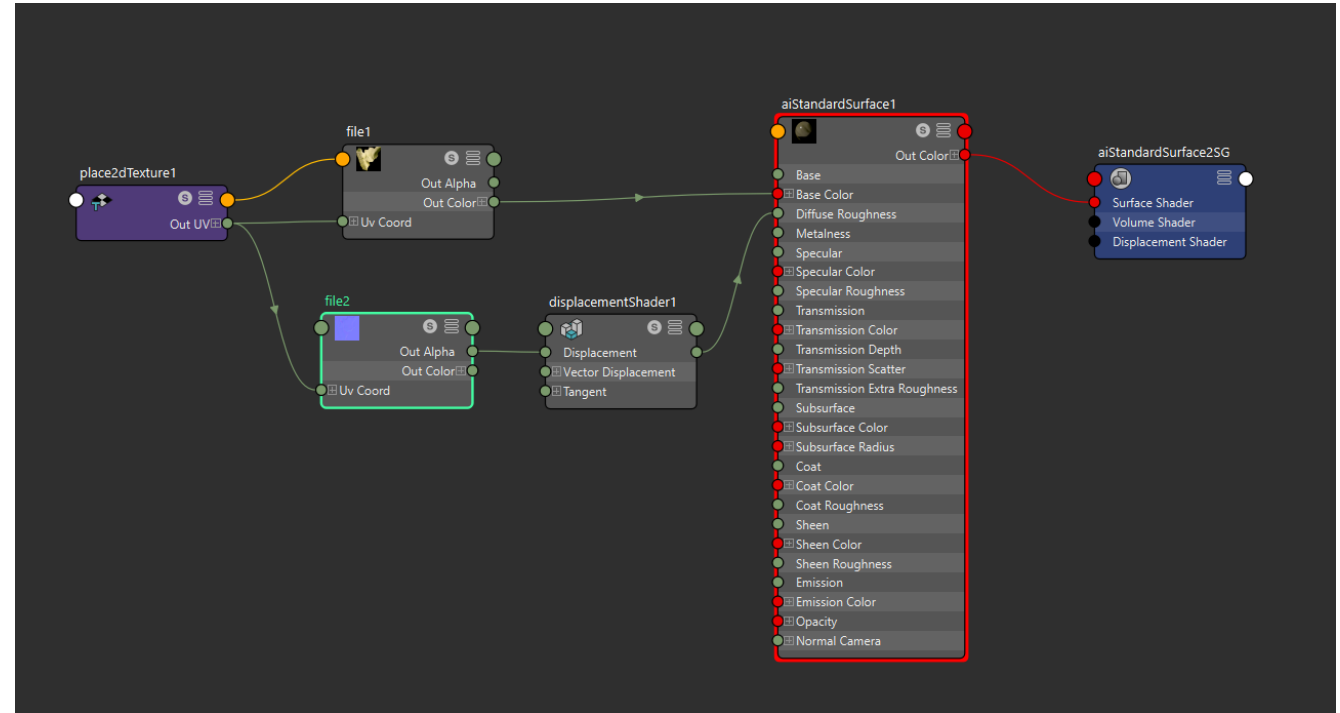 place2dTexture1
S
Out UV
file1
S
Out Alpha
Out Color
Uv Coord
file2
S
Out Alpha
Out Color
Uv Coord
displacementShader1
S
Displacement
Vector Displacement
Tangent
aiStandardSurface1
S
Out Color
Base
Base Color
Diffuse Roughness
Metalness
Specular
Specular Color
Specular Roughness
Transmission
Transmission Color
Transmission Depth
Transmission Scatter
Transmission Extra Roughness
Subsurface
Subsurface Color
Subsurface Radius
Coat
Coat Color
Coat Roughness
Sheen
Sheen Color
Sheen Roughness
Emission
Emission Color
Opacity
Normal Camera
aiStandardSurface2SG
Surface Shader
Volume Shader
Displacement Shader